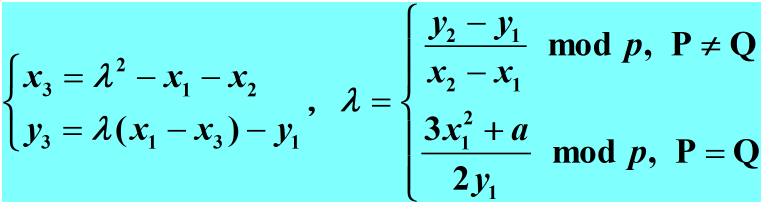 { x₃ = λ² − x₁ − x₂
y₃ = λ(x₁ − x₃) − y₁ , λ = {
(y₂ − y₁)/(x₂ − x₁) mod p, P ≠ Q
(3x₁² + a)/(2y₁) mod p, P = Q